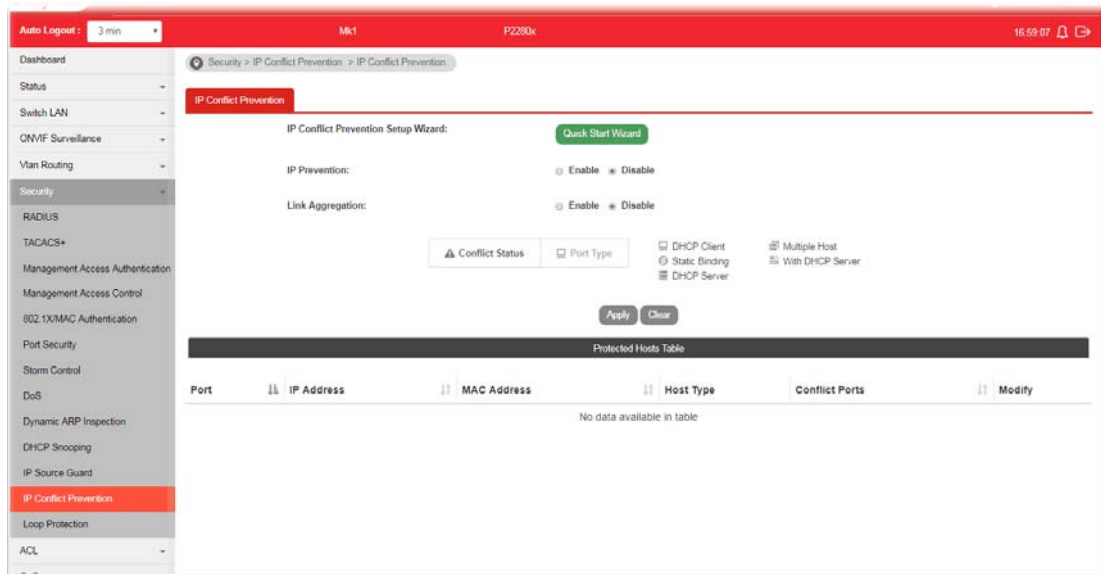 Auto Logout : 3 min Mk1 P2280x 16:59:07
Dashboard
Status
Switch LAN
ONVIF Surveillance
Vlan Routing
Security
RADIUS
TACACS+
Management Access Authentication
Management Access Control
802.1X/MAC Authentication
Port Security
Storm Control
DoS
Dynamic ARP Inspection
DHCP Snooping
IP Source Guard
IP Conflict Prevention
Loop Protection
ACL
Security > IP Conflict Prevention > IP Conflict Prevention
IP Conflict Prevention
IP Conflict Prevention Setup Wizard: Quick Start Wizard
IP Prevention: Enable Disable
Link Aggregation: Enable Disable
Conflict Status Port Type
DHCP Client Multiple Host
Static Binding With DHCP Server
DHCP Server
Apply Clear
Protected Hosts Table
Port IP Address MAC Address Host Type Conflict Ports Modify
No data available in table